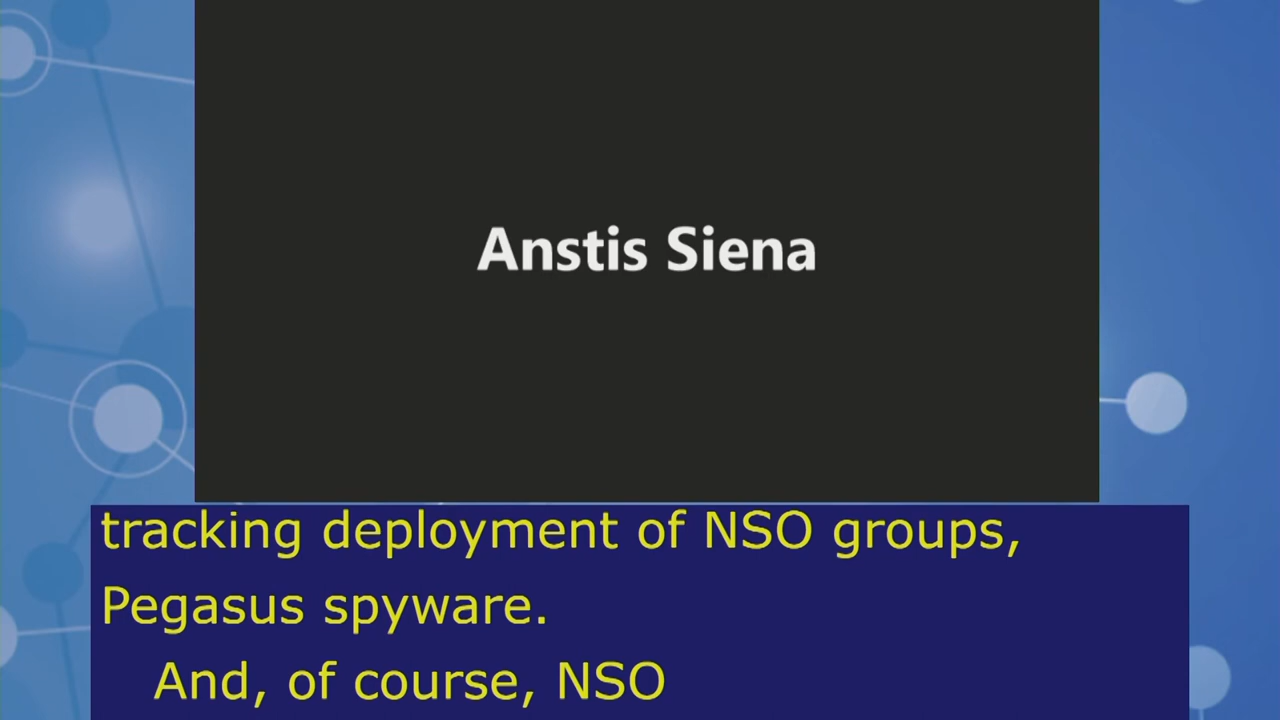 Anstis Siena
tracking deployment of NSO groups,
Pegasus spyware.
And, of course, NSO